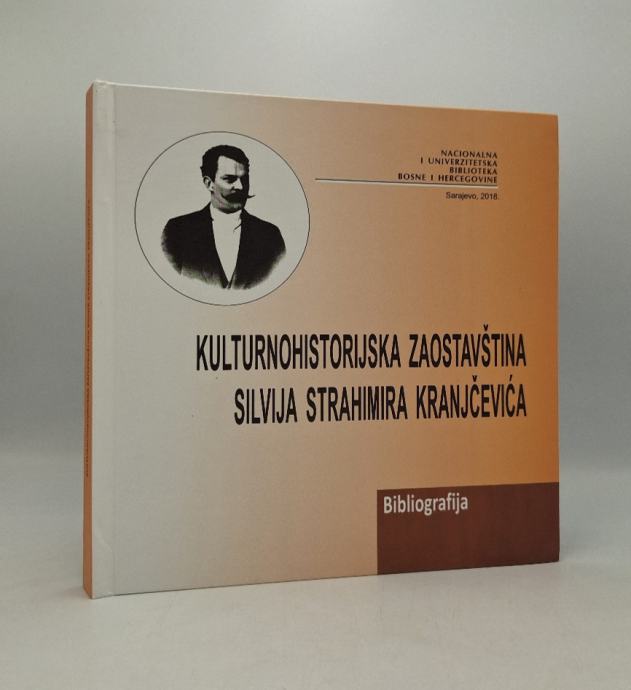 NACIONALNA
I UNIVERZITETSKA
BIBLIOTEKA
BOSNE I HERCEGOVINE
Sarajevo, 2018.
KULTURNOHISTORIJSKA ZAOSTAVŠTINA
SILVIJA STRAHIMIRA KRANJČEVIĆA
Bibliografija